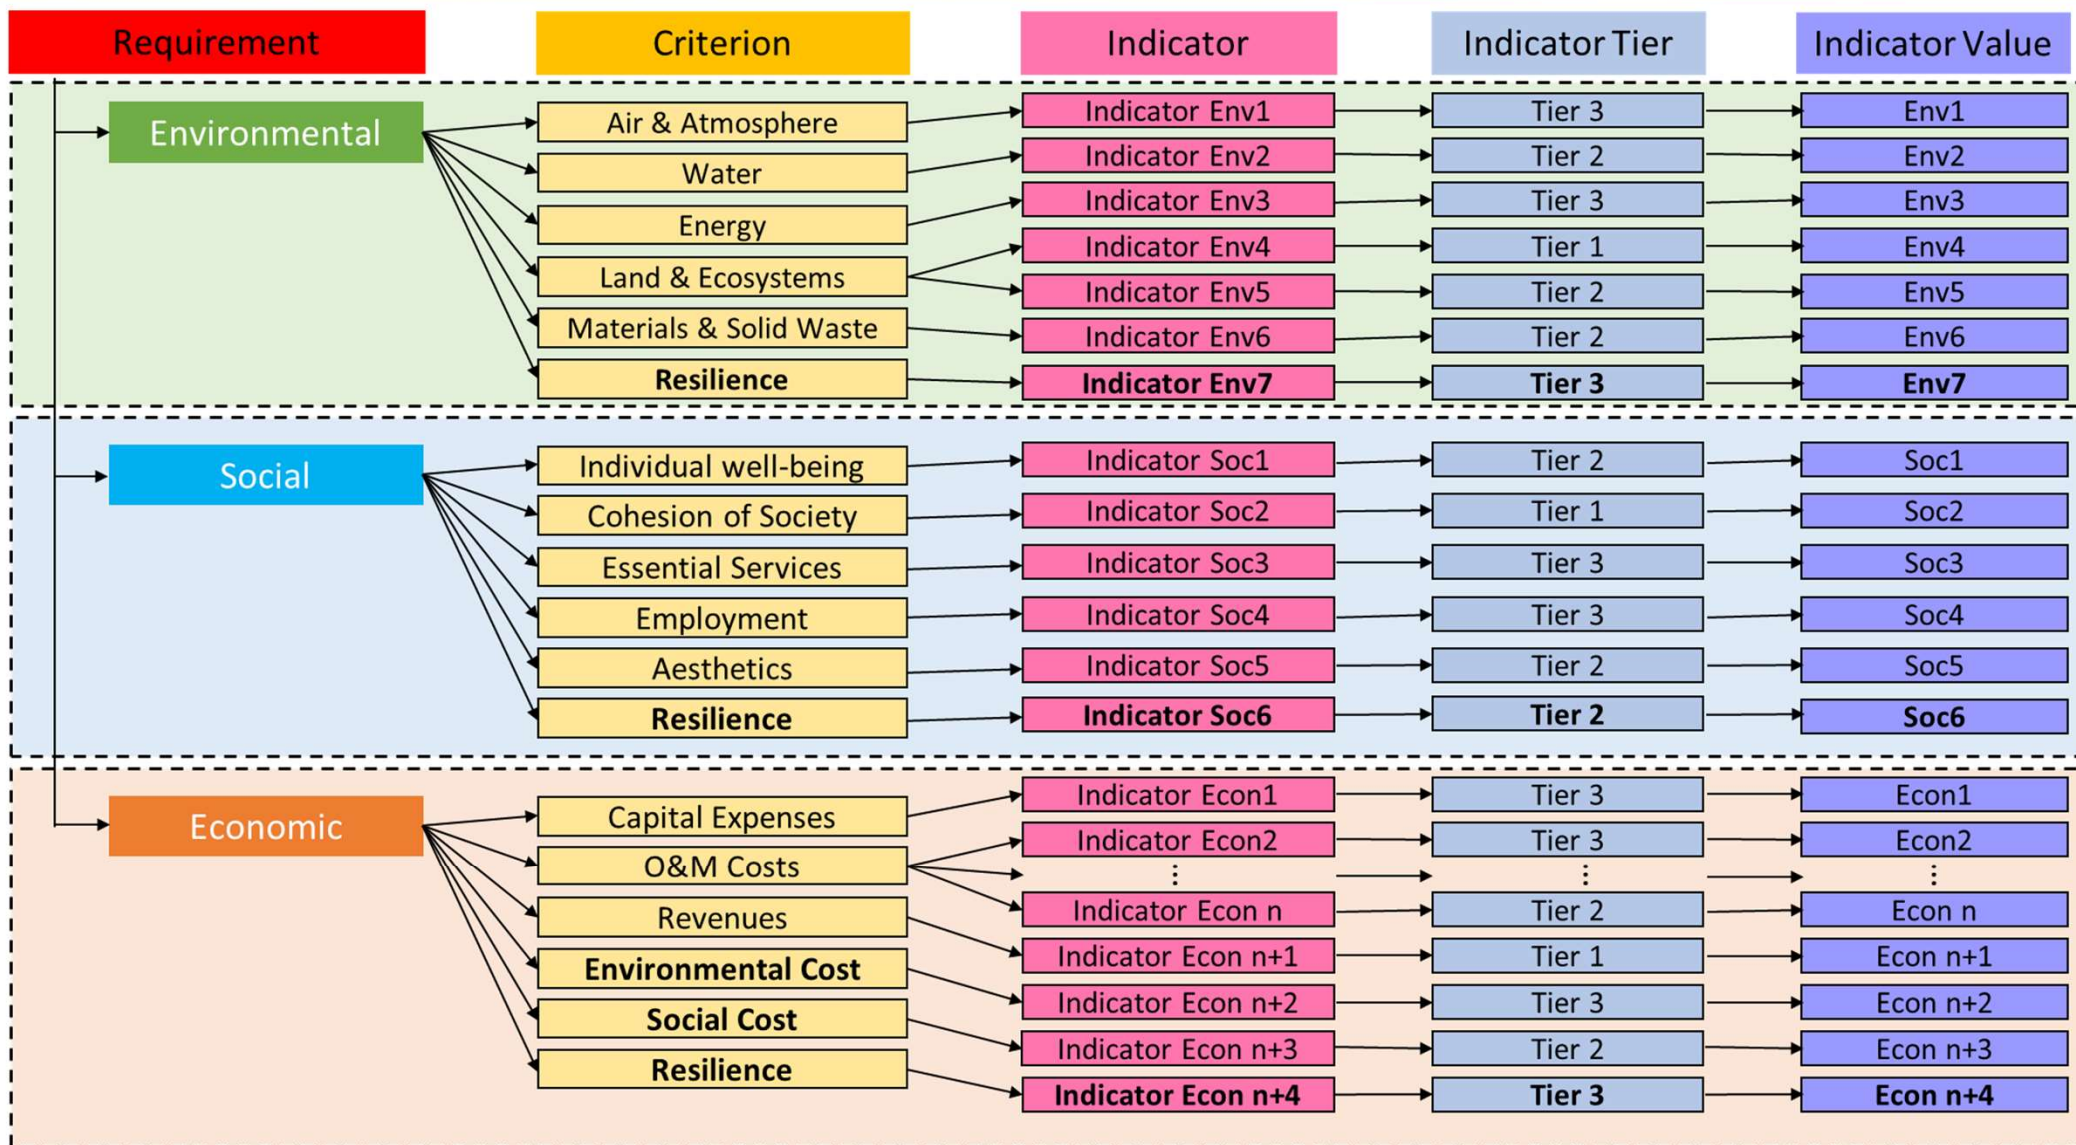 Requirement
Criterion
Indicator
Indicator Tier
Indicator Value
Environmental
Air & Atmosphere
Indicator Env1
Tier 3
Env1
Water
Indicator Env2
Tier 2
Env2
Energy
Indicator Env3
Tier 3
Env3
Land & Ecosystems
Indicator Env4
Tier 1
Env4
Indicator Env5
Tier 2
Env5
Materials & Solid Waste
Indicator Env6
Tier 2
Env6
Resilience
Indicator Env7
Tier 3
Env7
Social
Individual well-being
Indicator Soc1
Tier 2
Soc1
Cohesion of Society
Indicator Soc2
Tier 1
Soc2
Essential Services
Indicator Soc3
Tier 3
Soc3
Employment
Indicator Soc4
Tier 3
Soc4
Aesthetics
Indicator Soc5
Tier 2
Soc5
Resilience
Indicator Soc6
Tier 2
Soc6
Economic
Capital Expenses
Indicator Econ1
Tier 3
Econ1
O&M Costs
Indicator Econ2
Tier 3
Econ2
⋮
⋮
⋮
Indicator Econ n
Tier 2
Econ n
Revenues
Indicator Econ n+1
Tier 1
Econ n+1
Environmental Cost
Indicator Econ n+2
Tier 3
Econ n+2
Social Cost
Indicator Econ n+3
Tier 2
Econ n+3
Resilience
Indicator Econ n+4
Tier 3
Econ n+4